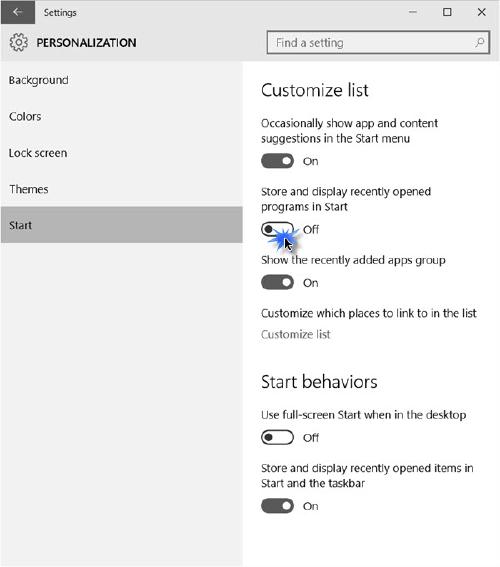 Settings
PERSONALIZATION
Find a setting
Background
Colors
Lock screen
Themes
Start
Customize list
Occasionally show app and content
suggestions in the Start menu
On
Store and display recently opened
programs in Start
Off
Show the recently added apps group
On
Customize which places to link to in the list
Customize list
Start behaviors
Use full-screen Start when in the desktop
Off
Store and display recently opened items in
Start and the taskbar
On